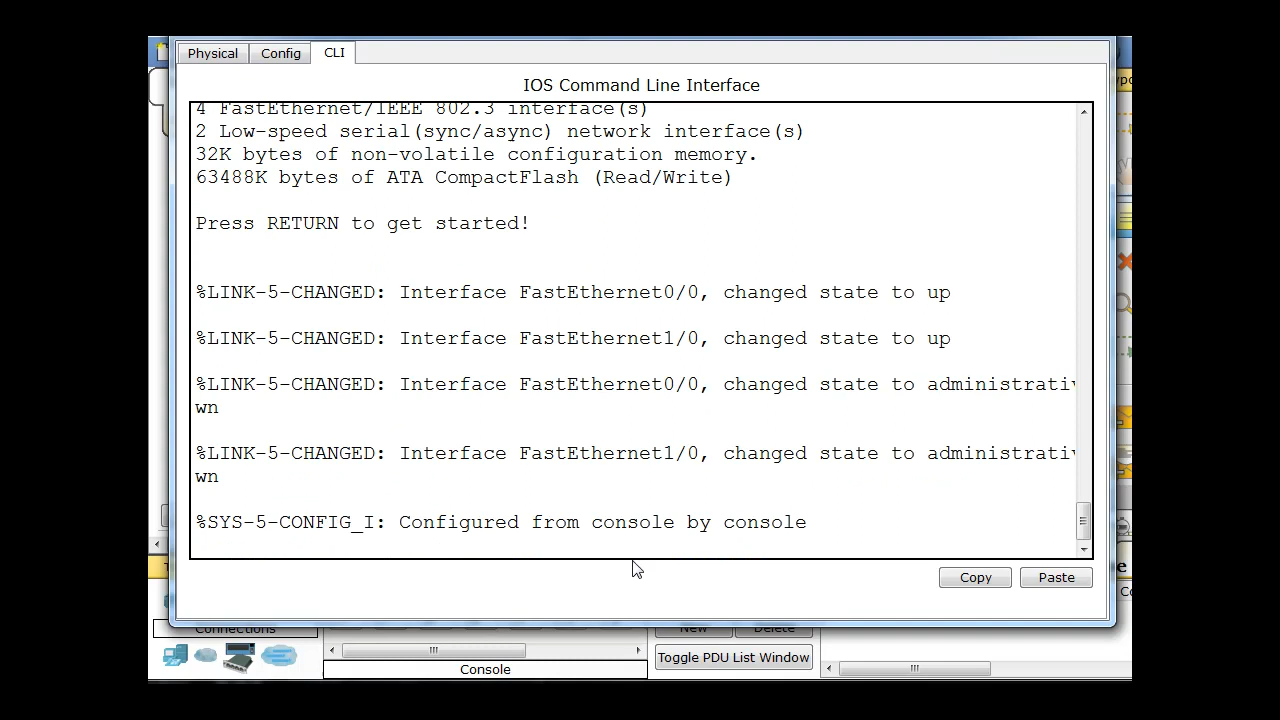 Physical
Config
CLI
IOS Command Line Interface
4 FastEthernet/IEEE 802.3 interface(s)
2 Low-speed serial(sync/async) network interface(s)
32K bytes of non-volatile configuration memory.
63488K bytes of ATA CompactFlash (Read/Write)
Press RETURN to get started!
%LINK-5-CHANGED: Interface FastEthernet0/0, changed state to up
%LINK-5-CHANGED: Interface FastEthernet1/0, changed state to up
%LINK-5-CHANGED: Interface FastEthernet0/0, changed state to administrativ
wn
%LINK-5-CHANGED: Interface FastEthernet1/0, changed state to administrativ
wn
%SYS-5-CONFIG_I: Configured from console by console
Copy
Paste
Connections
New
Delete
Toggle PDU List Window
Console